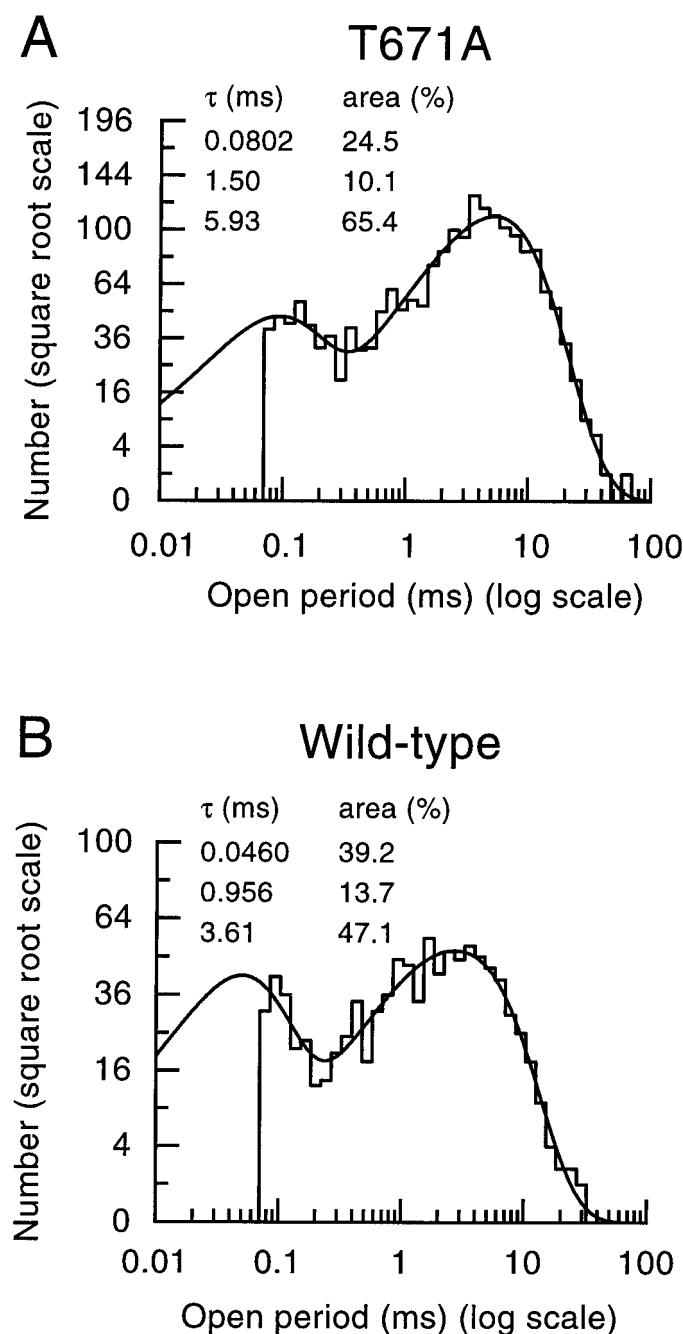 A
T671A
τ (ms) area (%)
0.0802 24.5
1.50 10.1
5.93 65.4
196
144
100
64
36
16
4
0
Number (square root scale)
0.01 0.1 1 10 100
Open period (ms) (log scale)
B
Wild-type
τ (ms) area (%)
0.0460 39.2
0.956 13.7
3.61 47.1
100
64
36
16
4
0
Number (square root scale)
0.01 0.1 1 10 100
Open period (ms) (log scale)